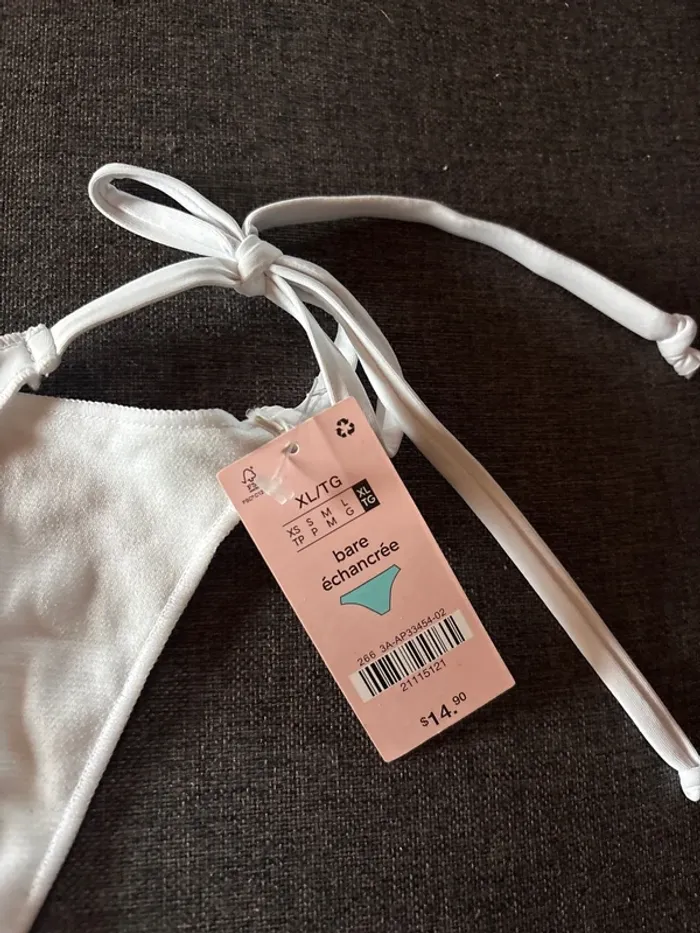 XL/TG
XS S M L XL
TP P M G TG
bare
échancrée
266 3A-AP33454-02
21115121
$14.90